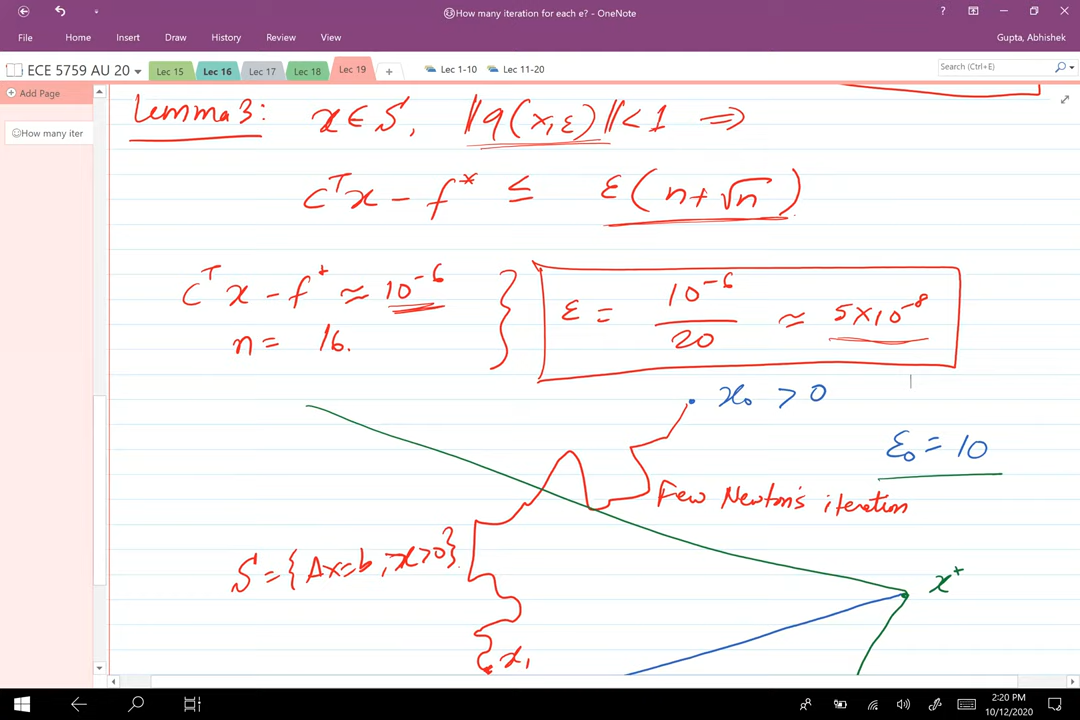 How many iteration for each e? - OneNote
File Home Insert Draw History Review View Gupta, Abhishek
ECE 5759 AU 20 Lec 15 Lec 16 Lec 17 Lec 18 Lec 19 Lec 1-10 Lec 11-20 Search (Ctrl+E)
Add Page
How many iter
Lemma 3: x ∈ S, ||q(x,ε)|| < 1 ⇒
cᵀx - f* ≤ ε(n+√n)
cᵀx - f* ≈ 10⁻⁶
n = 16.
ε = 10⁻⁶/20 ≈ 5×10⁻⁸
x₀ > 0
ε₀ = 10
Few Newton's iteration
S = {Ax=b, x>0}
x*
x₁
2:20 PM
10/12/2020